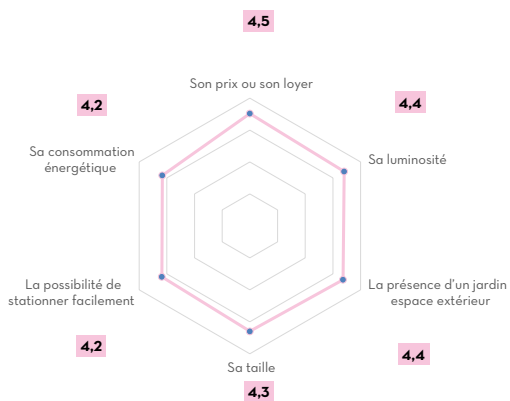 4,5
Son prix ou son loyer
4,2
4,4
Sa consommation
énergétique
Sa luminosité
La possibilité de
stationner facilement
La présence d'un jardin
espace extérieur
4,2
4,4
Sa taille
4,3